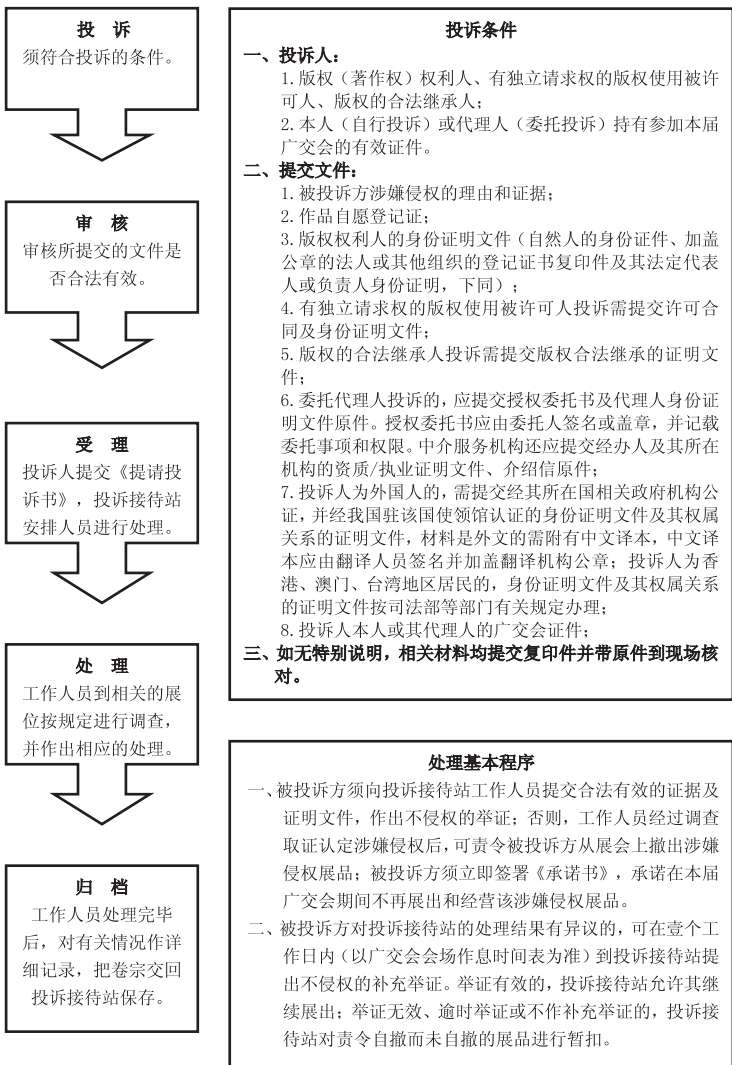 投 诉
须符合投诉的条件。
审 核
审核所提交的文件是
否合法有效。
受 理
投诉人提交《提请投
诉书》，投诉接待站
安排人员进行处理。
处 理
工作人员到相关的展
位按规定进行调查，
并作出相应的处理。
归 档
工作人员处理完毕
后，对有关情况作详
细记录，把卷宗交回
投诉接待站保存。
投诉条件
一、投诉人：
1.版权（著作权）权利人、有独立请求权的版权使用被许
可人、版权的合法继承人；
2.本人（自行投诉）或代理人（委托投诉）持有参加本届
广交会的有效证件。
二、提交文件：
1.被投诉方涉嫌侵权的理由和证据；
2.作品自愿登记证；
3.版权权利人的身份证明文件（自然人的身份证件、加盖
公章的法人或其他组织的登记证书复印件及其法定代表
人或负责人身份证明，下同）；
4.有独立请求权的版权使用被许可人投诉需提交许可合
同及身份证明文件；
5.版权的合法继承人投诉需提交版权合法继承的证明文
件；
6.委托代理人投诉的，应提交授权委托书及代理人身份证
明文件原件。授权委托书应由委托人签名或盖章，并记载
委托事项和权限。中介服务机构还应提交经办人及其所在
机构的资质/执业证明文件、介绍信原件；
7.投诉人为外国人的，需提交经其所在国相关政府机构公
证，并经我国驻该国使领馆认证的身份证明文件及其权属
关系的证明文件，材料是外文的需附有中文译本，中文译
本应由翻译人员签名并加盖翻译机构公章；投诉人为香
港、澳门、台湾地区居民的，身份证明文件及其权属关系
的证明文件按司法部等部门有关规定办理；
8.投诉人本人或其代理人的广交会证件；
三、如无特别说明，相关材料均提交复印件并带原件到现场核
对。
处理基本程序
一、被投诉方须向投诉接待站工作人员提交合法有效的证据及
证明文件，作出不侵权的举证；否则，工作人员经过调查
取证认定涉嫌侵权后，可责令被投诉方从展会上撤出涉嫌
侵权展品；被投诉方须立即签署《承诺书》，承诺在本届
广交会期间不再展出和经营该涉嫌侵权展品。
二、被投诉方对投诉接待站的处理结果有异议的，可在壹个工
作日内（以广交会会场作息时间表为准）到投诉接待站提
出不侵权的补充举证。举证有效的，投诉接待站允许其继
续展出；举证无效、逾时举证或不作补充举证的，投诉接
待站对责令自撤而未自撤的展品进行暂扣。